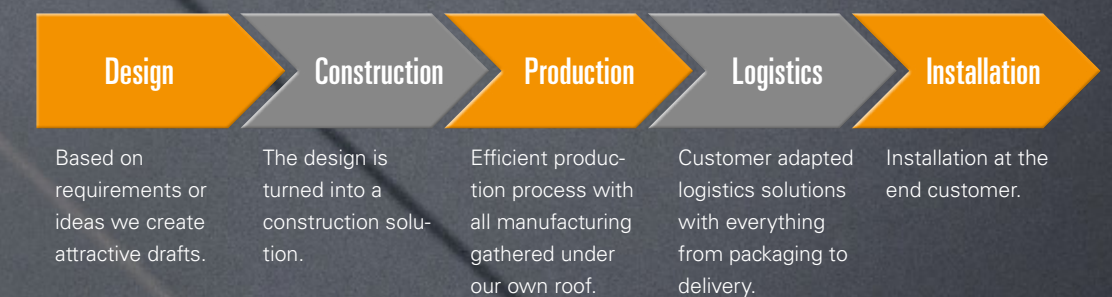 Design
Construction
Production
Logistics
Installation
Based on
requirements or
ideas we create
attractive drafts.
The design is
turned into a
construction solu-
tion.
Efficient produc-
tion process with
all manufacturing
gathered under
our own roof.
Customer adapted
logistics solutions
with everything
from packaging to
delivery.
Installation at the
end customer.